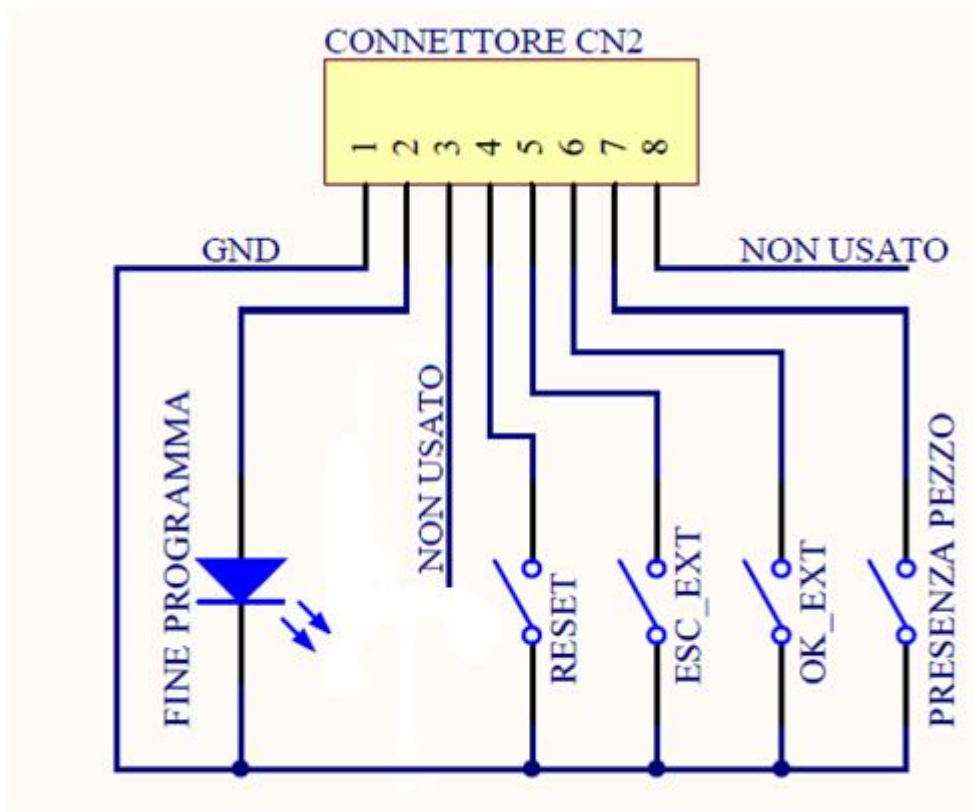 CONNETTORE CN2
1 2 3 4 5 6 7 8
GND
NON USATO
FINE PROGRAMMA
NON USATO
RESET
ESC_EXT
OK_EXT
PRESENZA PEZZO